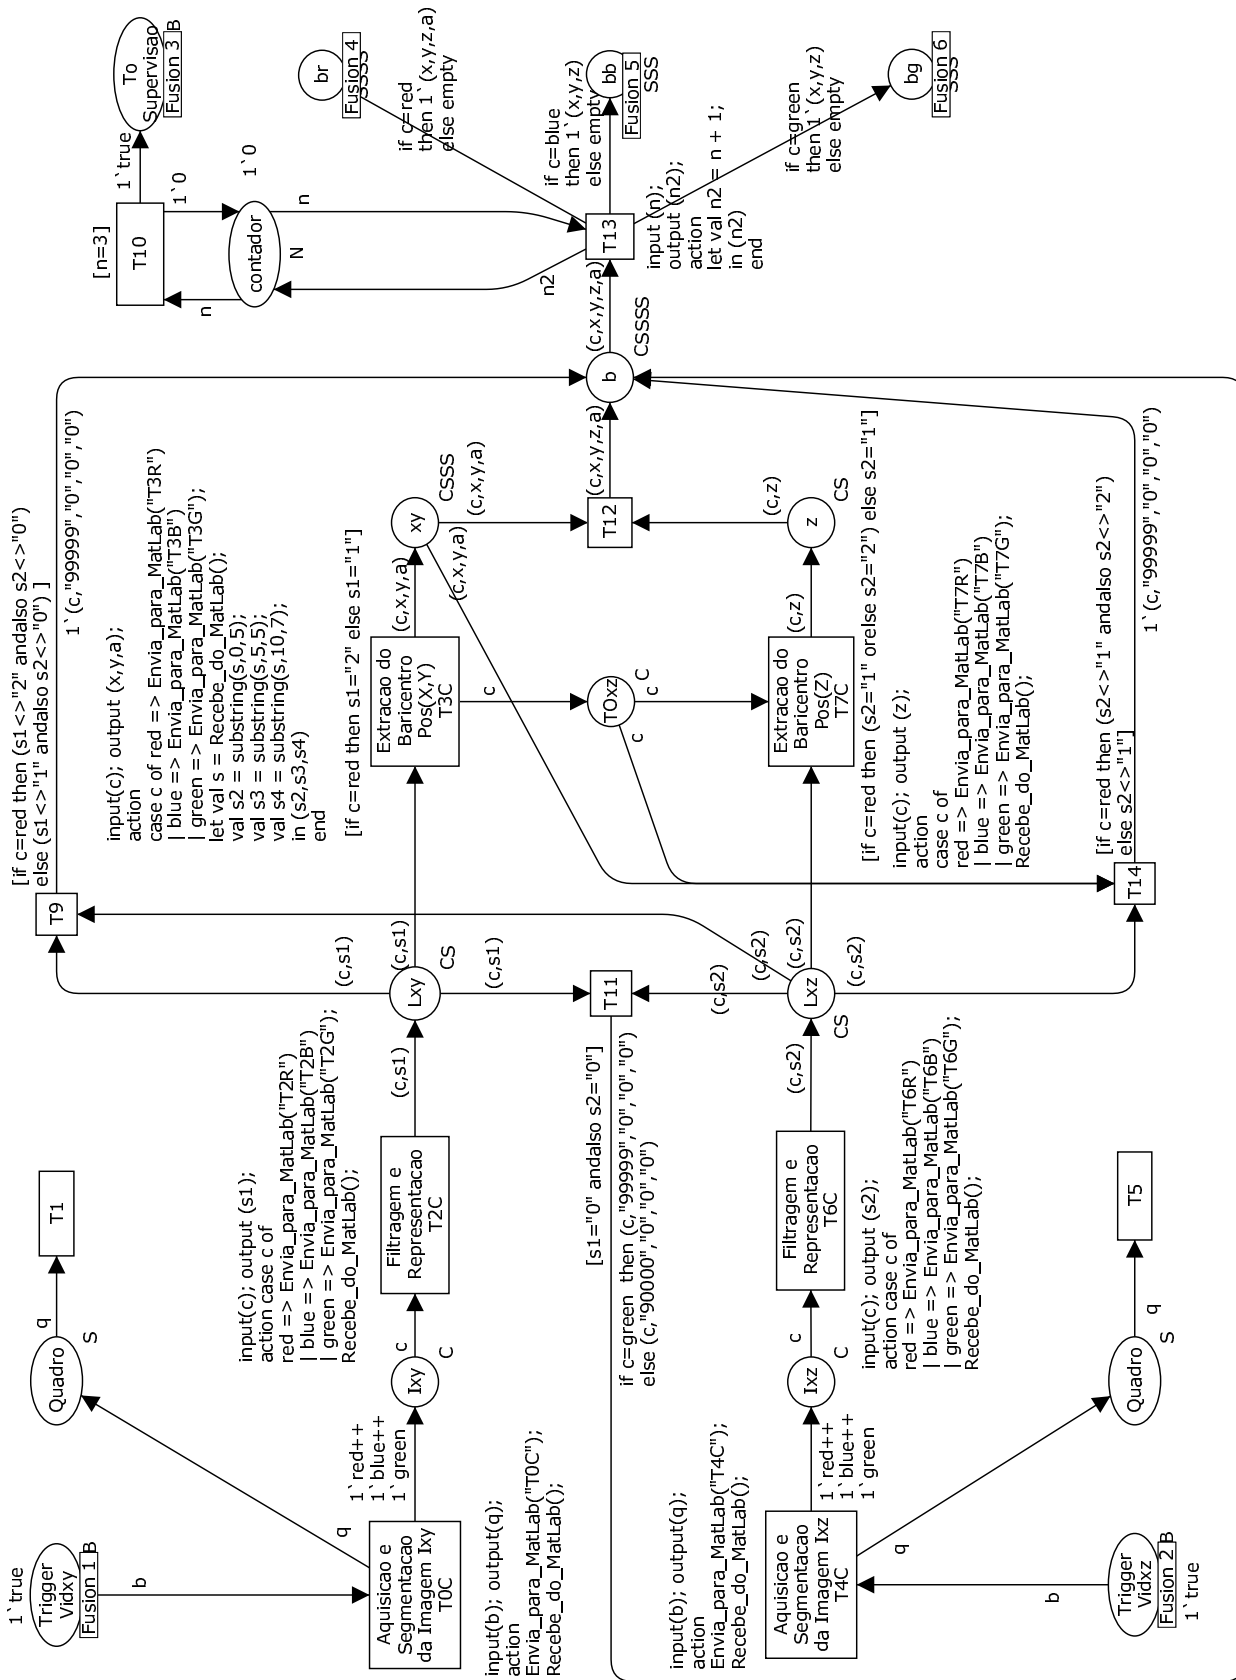 1`true
Trigger
Vidxy
Fusion 1
B
b
Aquisicao e
Segmentacao
da Imagem Ixy
T0C
input(b); output(q);
action
Envia_para_MatLab("T0C");
Recebe_do_MatLab();
q
Quadro
S
q
T1
1`red++
1`blue++
1`green
Ixy
C
c
Filtragem e
Representacao
T2C
input(c); output (s1);
action case c of
red => Envia_para_MatLab("T2R")
| blue => Envia_para_MatLab("T2B")
| green => Envia_para_MatLab("T2G");
Recebe_do_MatLab();
(c,s1)
Lxy
CS
(c,s1)
(c,s1)
(c,s1)
T9
[if c=red then (s1<>"2" andalso s2<>"0")
else (s1<>"1" andalso s2<>"0") ]
1`(c,"99999","0","0","0")
input(c); output (x,y,a);
action
case c of red => Envia_para_MatLab("T3R")
| blue => Envia_para_MatLab("T3B")
| green => Envia_para_MatLab("T3G");
let val s = Recebe_do_MatLab();
val s2 = substring(s,0,5);
val s3 = substring(s,5,5);
val s4 = substring(s,10,7);
in (s2,s3,s4)
end
[if c=red then s1="2" else s1="1"]
Extracao do
Baricentro
Pos(X,Y)
T3C
(c,x,y,a)
xy
CSSS
(c,x,y,a)
(c,x,y,a)
c
TOxz
C
c
c
T12
(c,x,y,z,a)
b
CSSSS
(c,x,y,z,a)
T13
input (n);
output (n2);
action
let val n2 = n + 1;
in (n2)
end
n2
n
contador
N
1`0
n
1`0
T10
[n=3]
1`true
To
Supervisao
Fusion 3
B
br
Fusion 4
SSSS
if c=red
then 1`(x,y,z,a)
else empty
bb
Fusion 5
SSS
if c=blue
then 1`(x,y,z)
else empty
bg
Fusion 6
SSS
if c=green
then 1`(x,y,z)
else empty
T11
[s1="0" andalso s2="0"]
if c=green then (c,"99999","0","0","0")
else (c,"90000","0","0","0")
1`true
Trigger
Vidxz
Fusion 2
B
b
Aquisicao e
Segmentacao
da Imagem Ixz
T4C
input(b); output(q);
action
Envia_para_MatLab("T4C");
Recebe_do_MatLab();
q
Quadro
S
q
T5
1`red++
1`blue++
1`green
Ixz
C
c
Filtragem e
Representacao
T6C
input(c); output (s2);
action case c of
red => Envia_para_MatLab("T6R")
| blue => Envia_para_MatLab("T6B")
| green => Envia_para_MatLab("T6G");
Recebe_do_MatLab();
(c,s2)
Lxz
CS
(c,s2)
(c,s2)
(c,s2)
(c,s2)
Extracao do
Baricentro
Pos(Z)
T7C
[if c=red then (s2="1" orelse s2="2") else s2="1"]
input(c); output (z);
action
case c of
red => Envia_para_MatLab("T7R")
| blue => Envia_para_MatLab("T7B")
| green => Envia_para_MatLab("T7G");
Recebe_do_MatLab();
(c,z)
z
CS
(c,z)
T14
[if c=red then (s2<>"1" andalso s2<>"2")
else s2<>"1"]
1`(c,"99999","0","0","0")